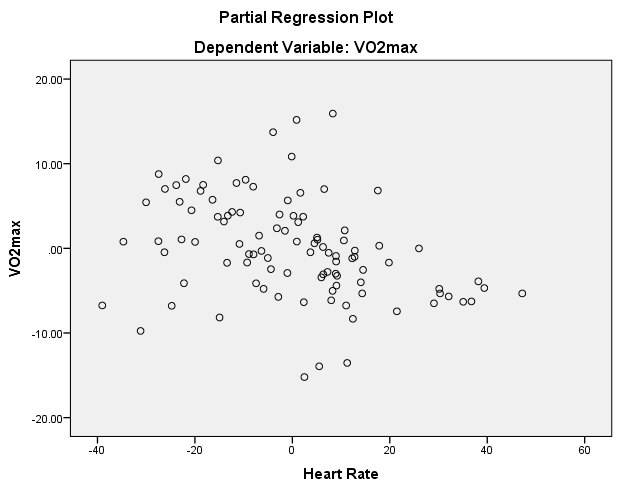 Partial Regression Plot
Dependent Variable: VO2max
20.00
10.00
.00
-10.00
-20.00
VO2max
-40
-20
0
20
40
60
Heart Rate